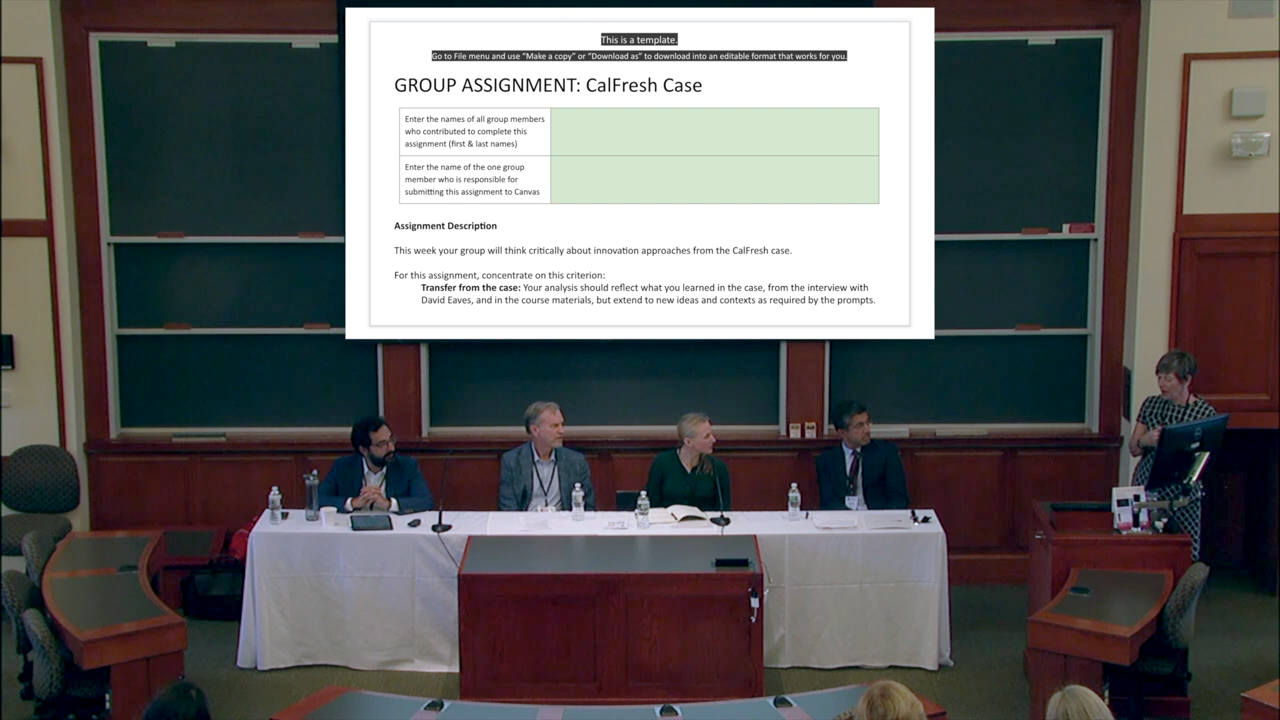 This is a template.
Go to File menu and use “Make a copy” or “Download as” to download into an editable format that works for you.
GROUP ASSIGNMENT: CalFresh Case
Enter the names of all group members
who contributed to complete this
assignment (first & last names)
Enter the name of the one group
member who is responsible for
submitting this assignment to Canvas
Assignment Description
This week your group will think critically about innovation approaches from the CalFresh case.
For this assignment, concentrate on this criterion:
Transfer from the case: Your analysis should reflect what you learned in the case, from the interview with
David Eaves, and in the course materials, but extend to new ideas and contexts as required by the prompts.